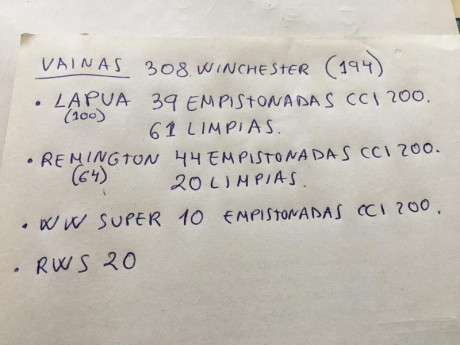 VAINAS 308 WINCHESTER (194)
• LAPUA 39 EMPISTONADAS CCI 200.
(100) 61 LIMPIAS.
• REMINGTON 44 EMPISTONADAS CCI 200.
(64) 20 LIMPIAS.
• WW SUPER 10 EMPISTONADAS CCI 200.
• RWS 20